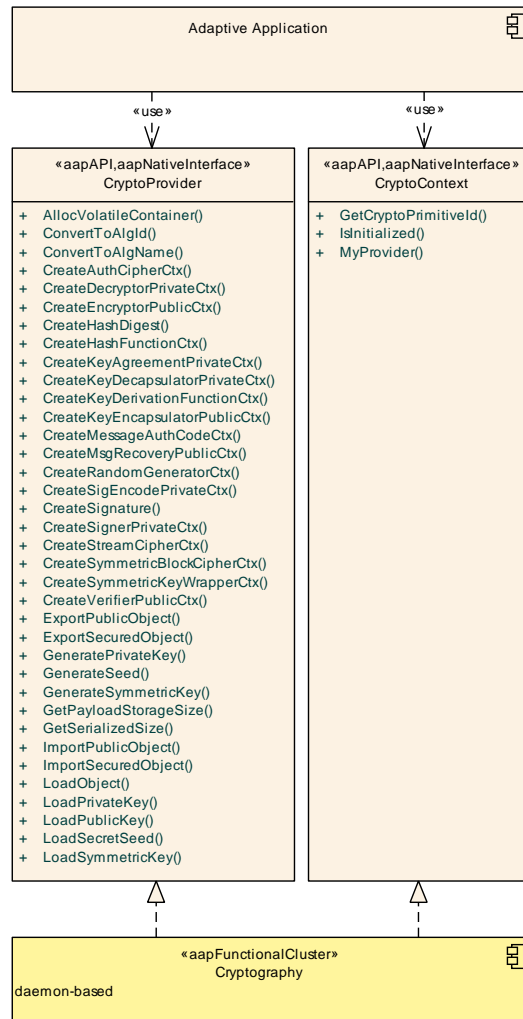 Adaptive Application
«use»
«use»
«aapAPI,aapNativeInterface»
CryptoProvider
+ AllocVolatileContainer()
+ ConvertToAlgId()
+ ConvertToAlgName()
+ CreateAuthCipherCtx()
+ CreateDecryptorPrivateCtx()
+ CreateEncryptorPublicCtx()
+ CreateHashDigest()
+ CreateHashFunctionCtx()
+ CreateKeyAgreementPrivateCtx()
+ CreateKeyDecapsulatorPrivateCtx()
+ CreateKeyDerivationFunctionCtx()
+ CreateKeyEncapsulatorPublicCtx()
+ CreateMessageAuthCodeCtx()
+ CreateMsgRecoveryPublicCtx()
+ CreateRandomGeneratorCtx()
+ CreateSigEncodePrivateCtx()
+ CreateSignature()
+ CreateSignerPrivateCtx()
+ CreateStreamCipherCtx()
+ CreateSymmetricBlockCipherCtx()
+ CreateSymmetricKeyWrapperCtx()
+ CreateVerifierPublicCtx()
+ ExportPublicObject()
+ ExportSecuredObject()
+ GeneratePrivateKey()
+ GenerateSeed()
+ GenerateSymmetricKey()
+ GetPayloadStorageSize()
+ GetSerializedSize()
+ ImportPublicObject()
+ ImportSecuredObject()
+ LoadObject()
+ LoadPrivateKey()
+ LoadPublicKey()
+ LoadSecretSeed()
+ LoadSymmetricKey()
«aapAPI,aapNativeInterface»
CryptoContext
+ GetCryptoPrimitiveId()
+ IsInitialized()
+ MyProvider()
«aapFunctionalCluster»
Cryptography
daemon-based